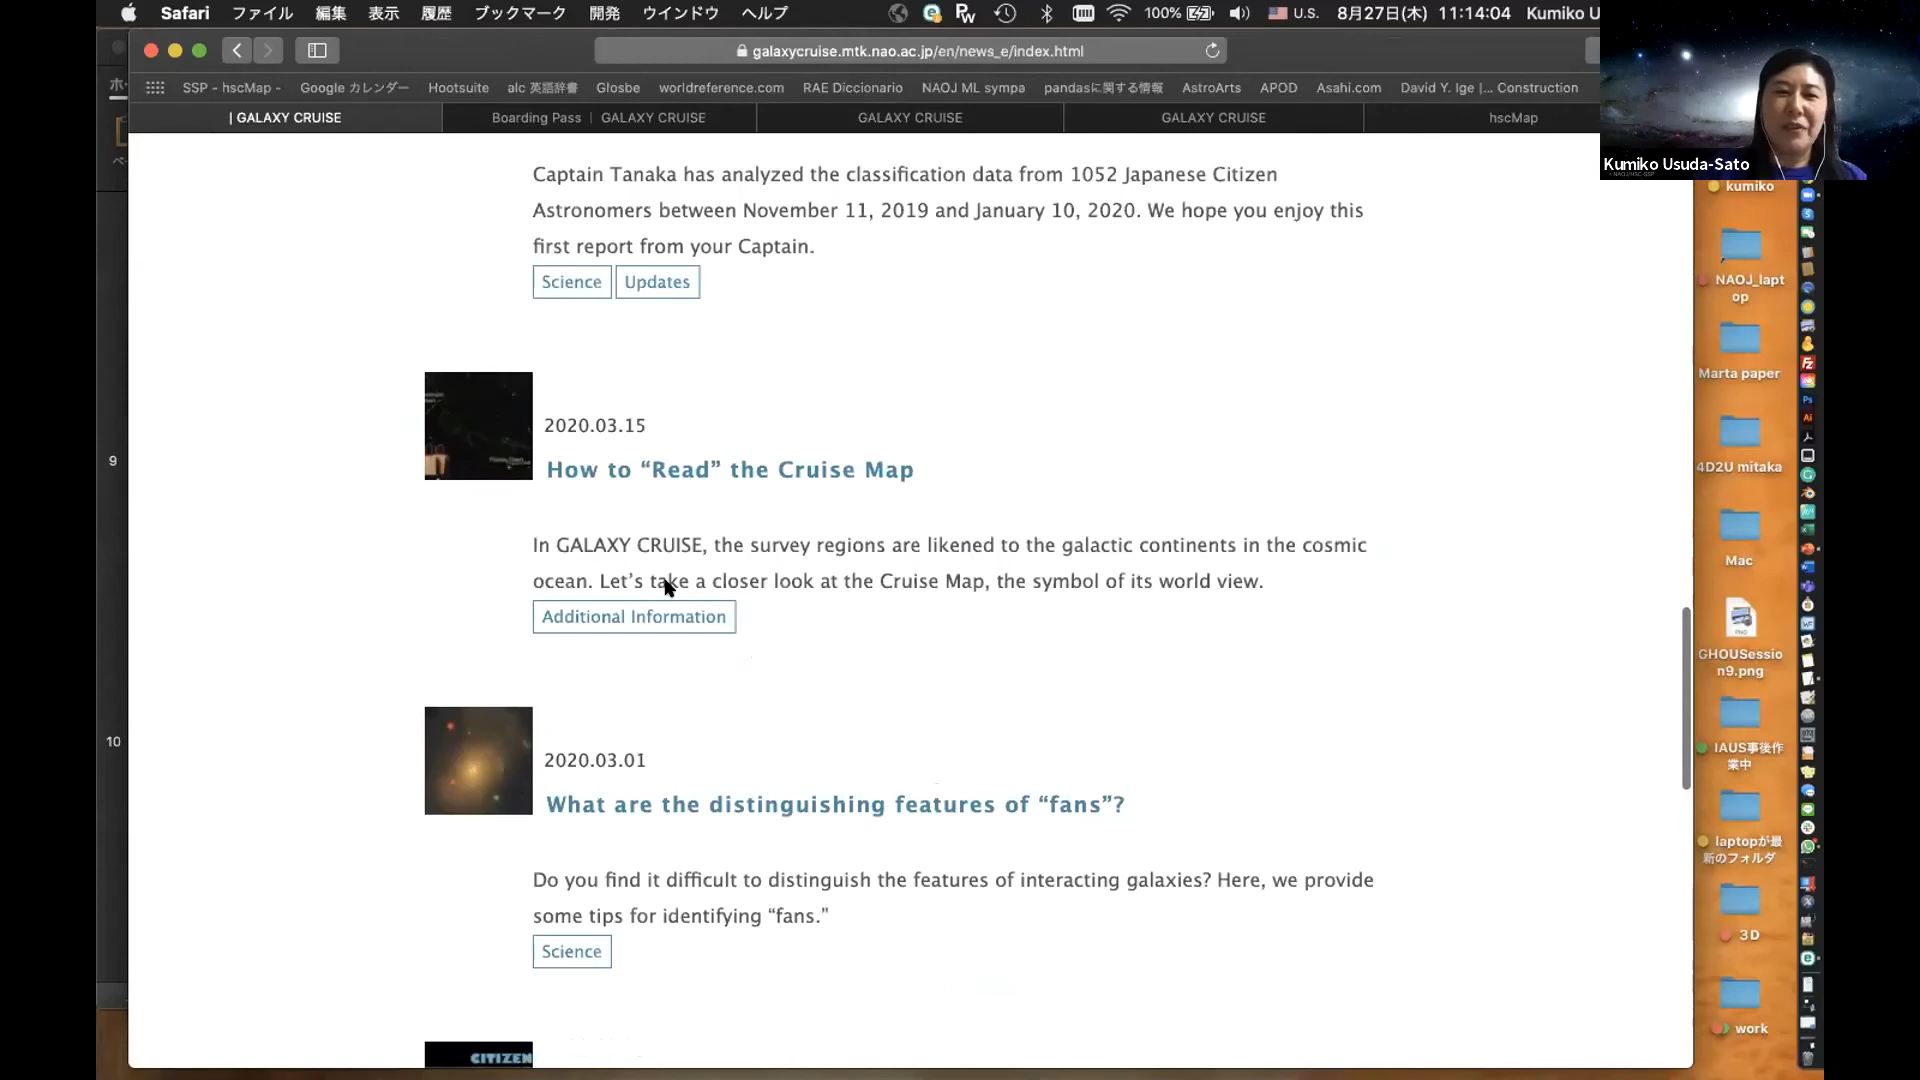 Safari ファイル 編集 表示 履歴 ブックマーク 開発 ウインドウ ヘルプ 100% U.S. 8月27日(木) 11:14:04 Kumiko U
galaxycruise.mtk.nao.ac.jp/en/news_e/index.html
SSP - hscMap - Google カレンダー Hootsuite alc 英語辞書 Glosbe worldreference.com RAE Diccionario NAOJ ML sympa pandasに関する情報 AstroArts APOD Asahi.com David Y. Ige |... Construction
| GALAXY CRUISE Boarding Pass | GALAXY CRUISE GALAXY CRUISE GALAXY CRUISE hscMap
Kumiko Usuda-Sato
Captain Tanaka has analyzed the classification data from 1052 Japanese Citizen
Astronomers between November 11, 2019 and January 10, 2020. We hope you enjoy this
first report from your Captain.
Science Updates
2020.03.15
How to “Read” the Cruise Map
In GALAXY CRUISE, the survey regions are likened to the galactic continents in the cosmic
ocean. Let’s take a closer look at the Cruise Map, the symbol of its world view.
Additional Information
2020.03.01
What are the distinguishing features of “fans”?
Do you find it difficult to distinguish the features of interacting galaxies? Here, we provide
some tips for identifying “fans.”
Science
CITIZEN
9
10
kumiko
NAOJ_lapt
op
Marta paper
4D2U mitaka
Mac
PNG
GHOUSessio
n9.png
IAUS事後作
業中
laptopが最
新のフォルダ
3D
work